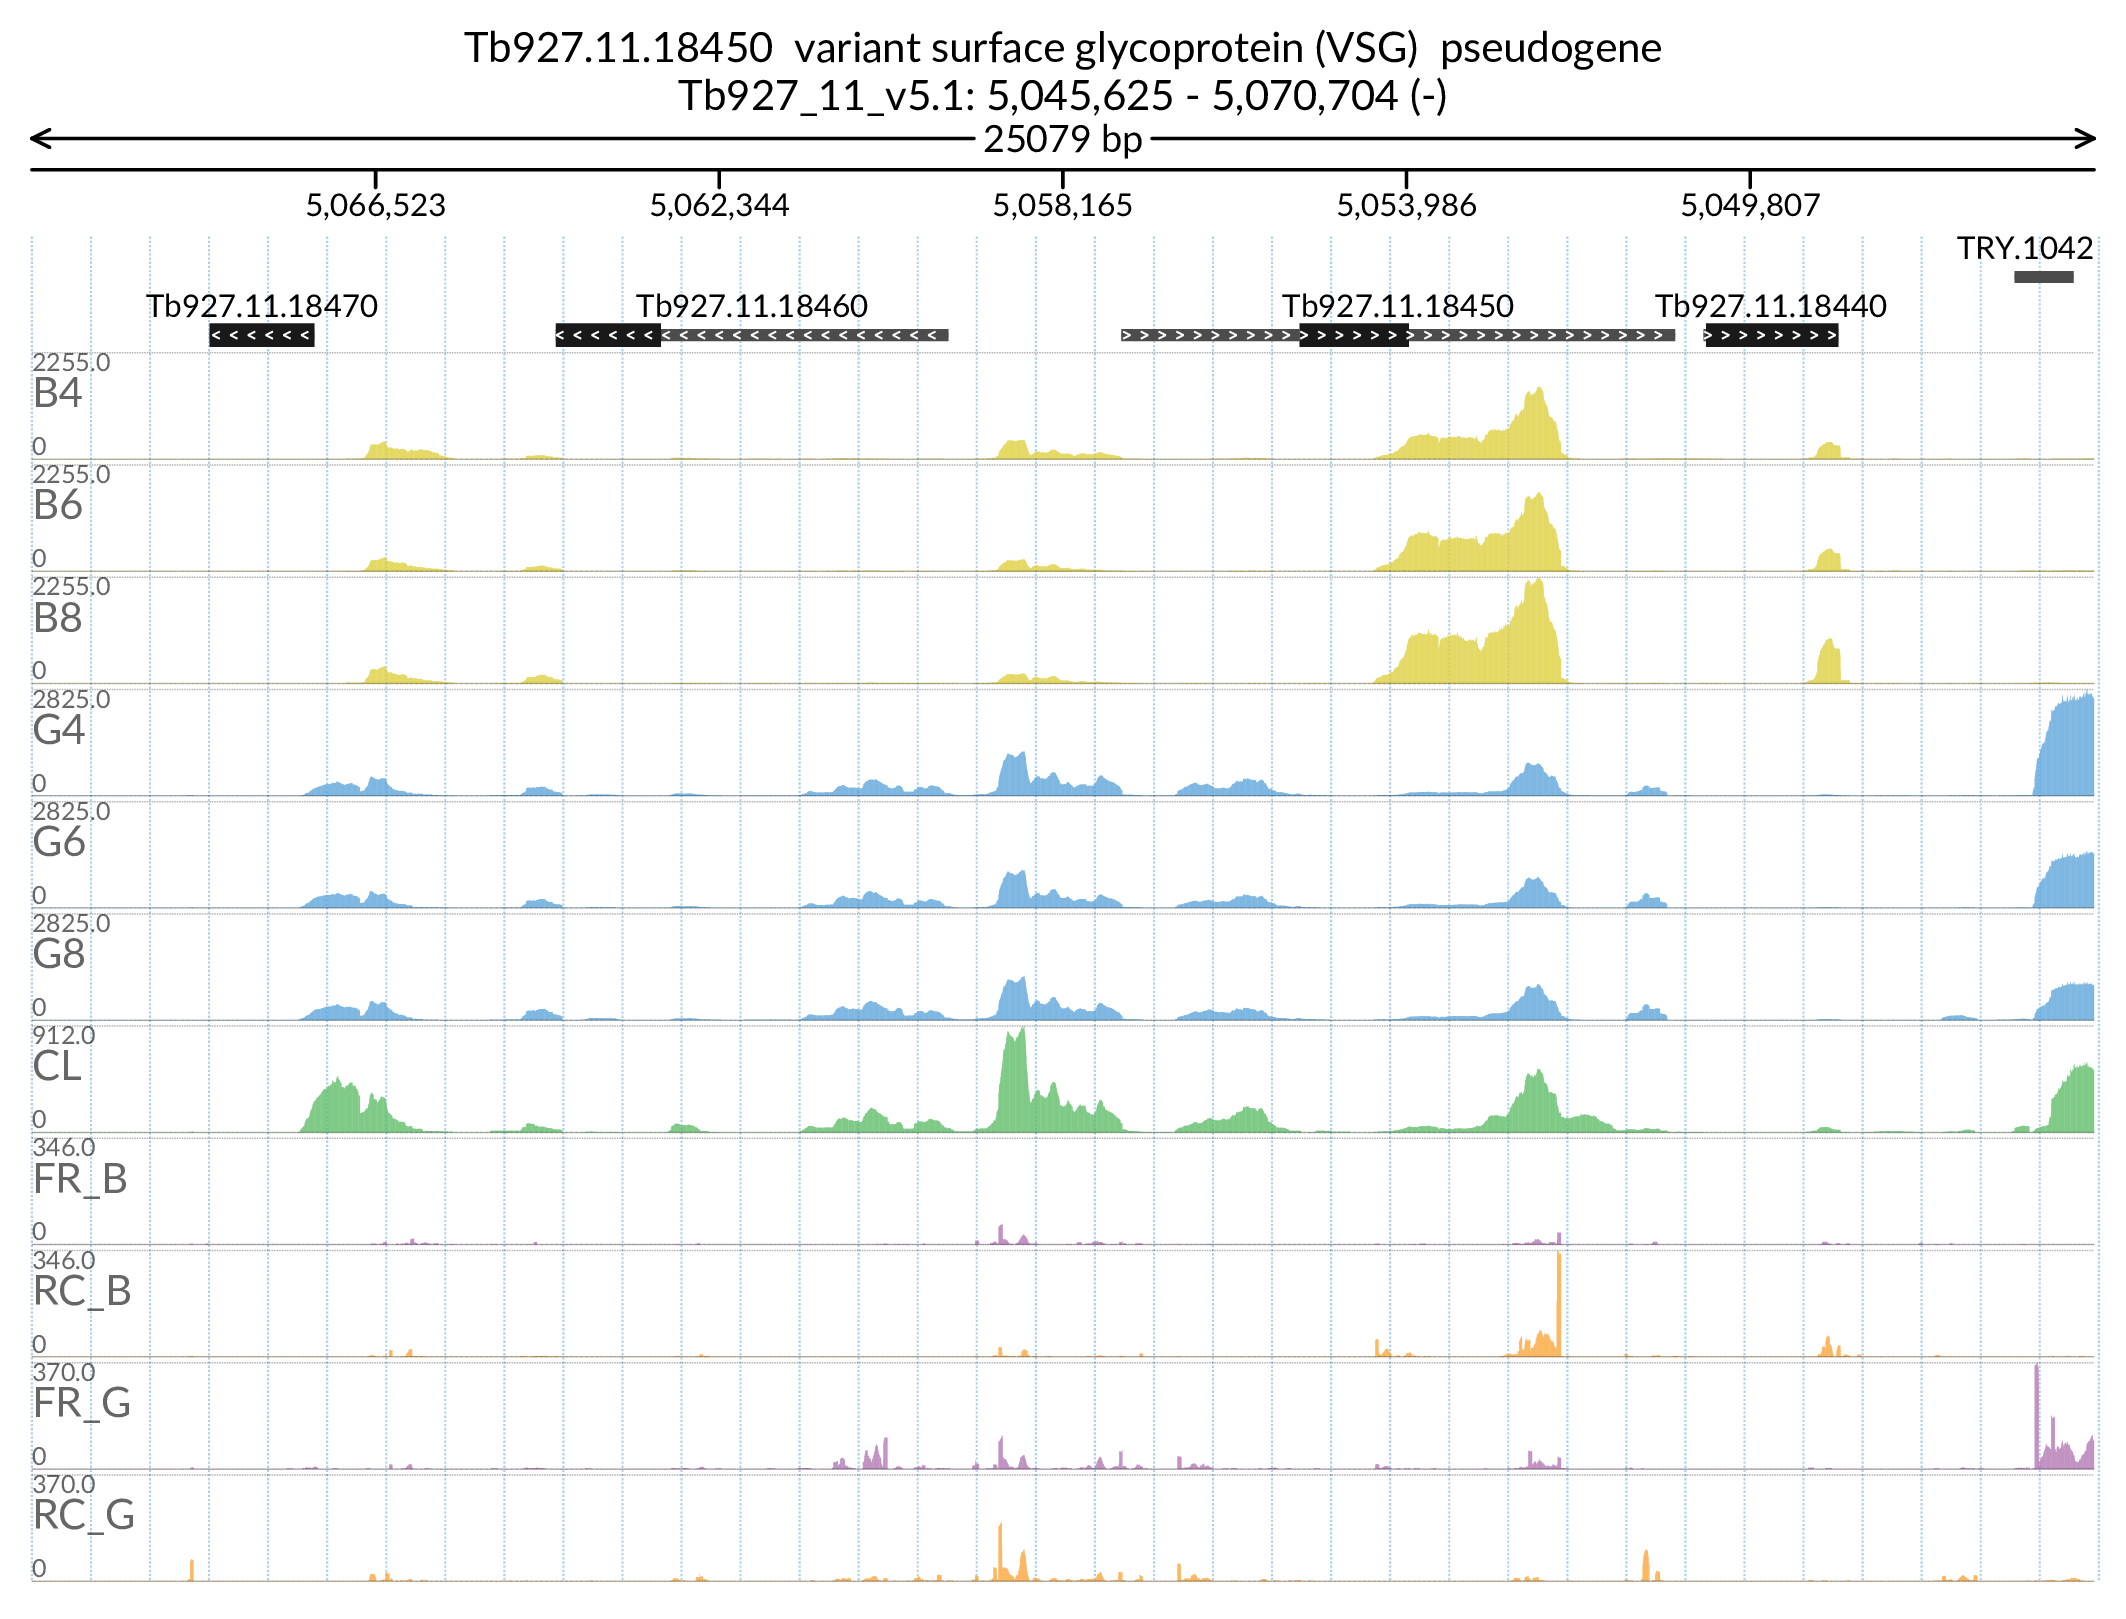 Tb927.11.18450 variant surface glycoprotein (VSG) pseudogene
Tb927_11_v5.1: 5,045,625 - 5,070,704 (-)
25079 bp
5,066,523 5,062,344 5,058,165 5,053,986 5,049,807
TRY.1042
Tb927.11.18470 Tb927.11.18460 Tb927.11.18450 Tb927.11.18440
2255.0
B4
0
2255.0
B6
0
2255.0
B8
0
2825.0
G4
0
2825.0
G6
0
2825.0
G8
0
912.0
CL
0
346.0
FR_B
0
346.0
RC_B
0
370.0
FR_G
0
370.0
RC_G
0